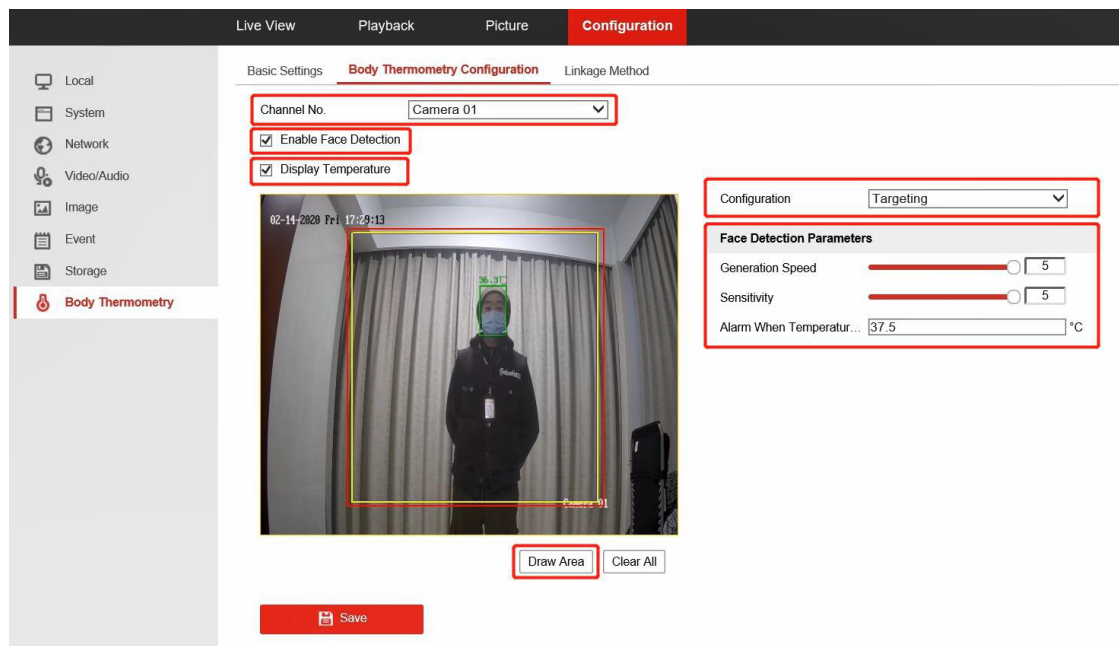 Live View Playback Picture Configuration
Basic Settings Body Thermometry Configuration Linkage Method
Local
System
Network
Video/Audio
Image
Event
Storage
Body Thermometry
Channel No. Camera 01
Enable Face Detection
Display Temperature
02-14-2020 Fri 17:29:13
36.3°C
Camera 01
Configuration Targeting
Face Detection Parameters
Generation Speed 5
Sensitivity 5
Alarm When Temperatur... 37.5 °C
Draw Area Clear All
Save